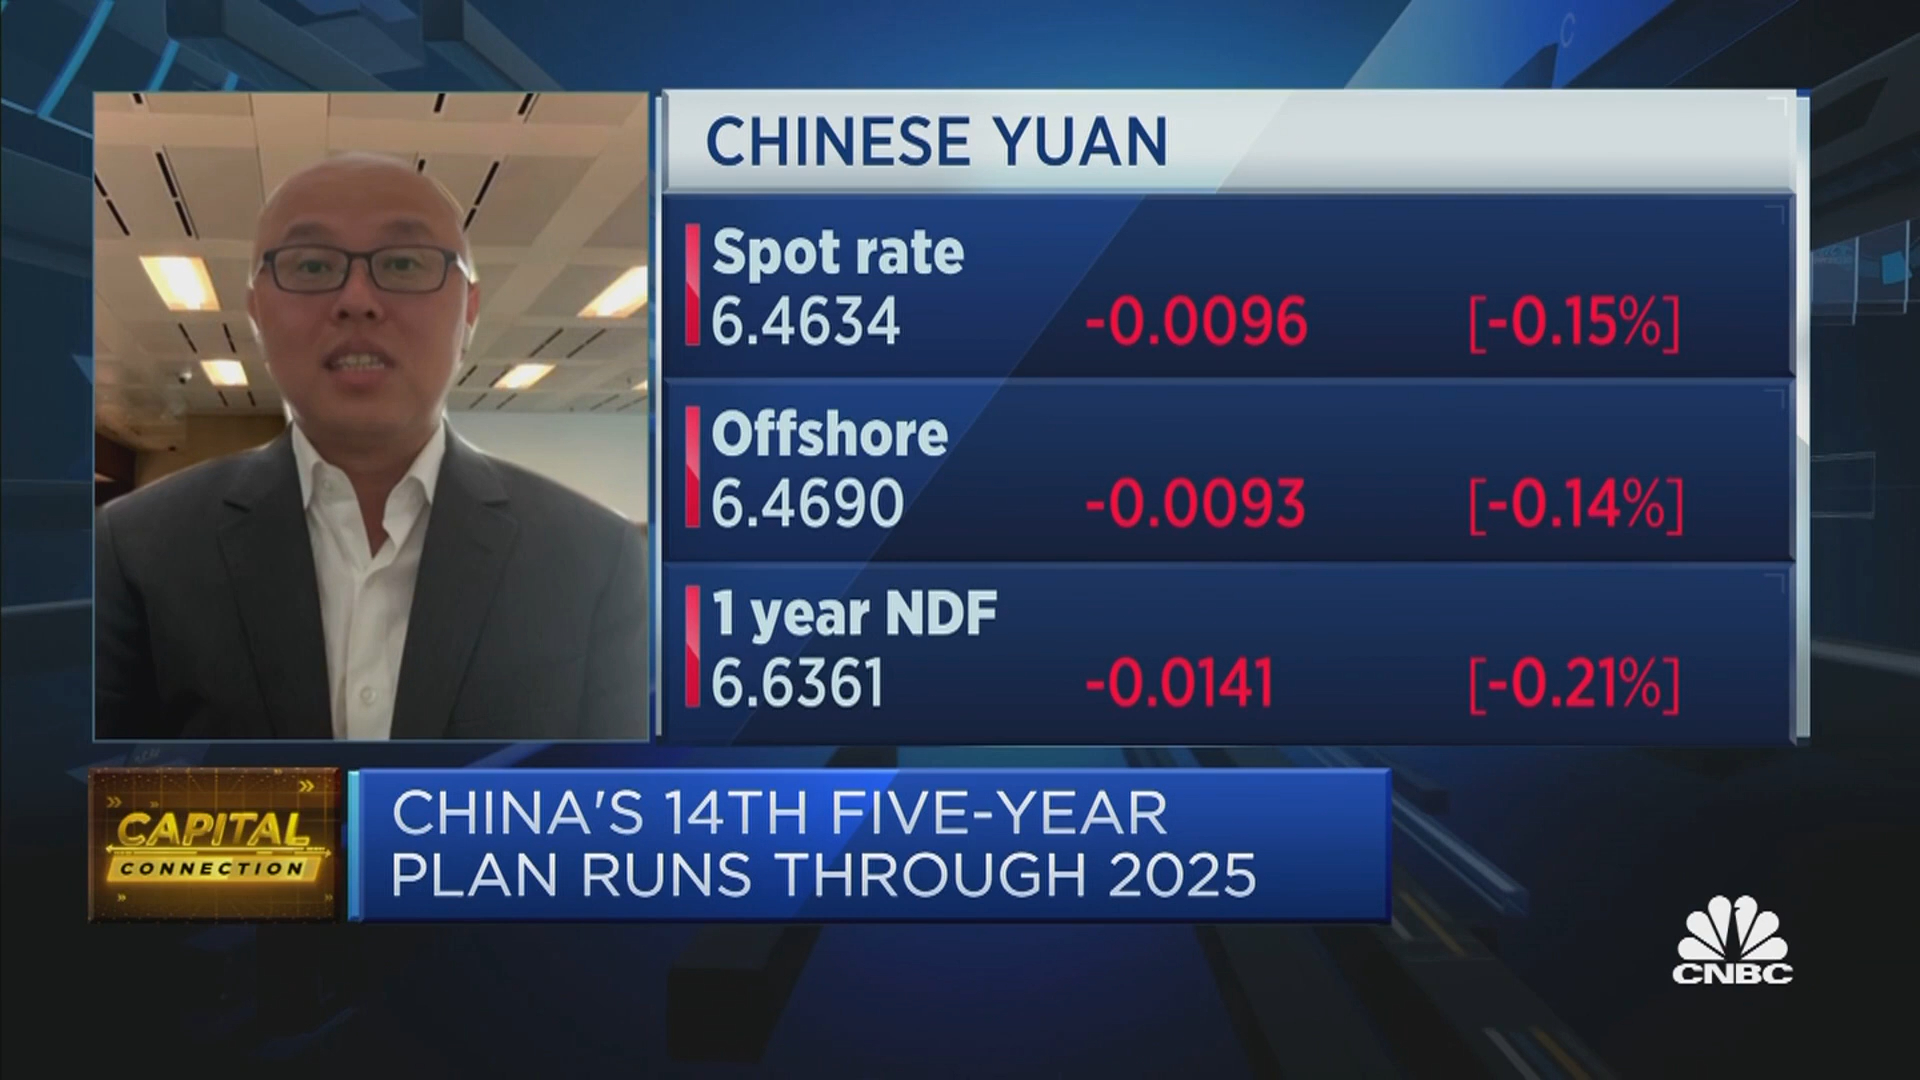 CHINESE YUAN
Spot rate
6.4634 -0.0096 [-0.15%]
Offshore
6.4690 -0.0093 [-0.14%]
1 year NDF
6.6361 -0.0141 [-0.21%]
CAPITAL
CONNECTION
CHINA'S 14TH FIVE-YEAR
PLAN RUNS THROUGH 2025
CNBC